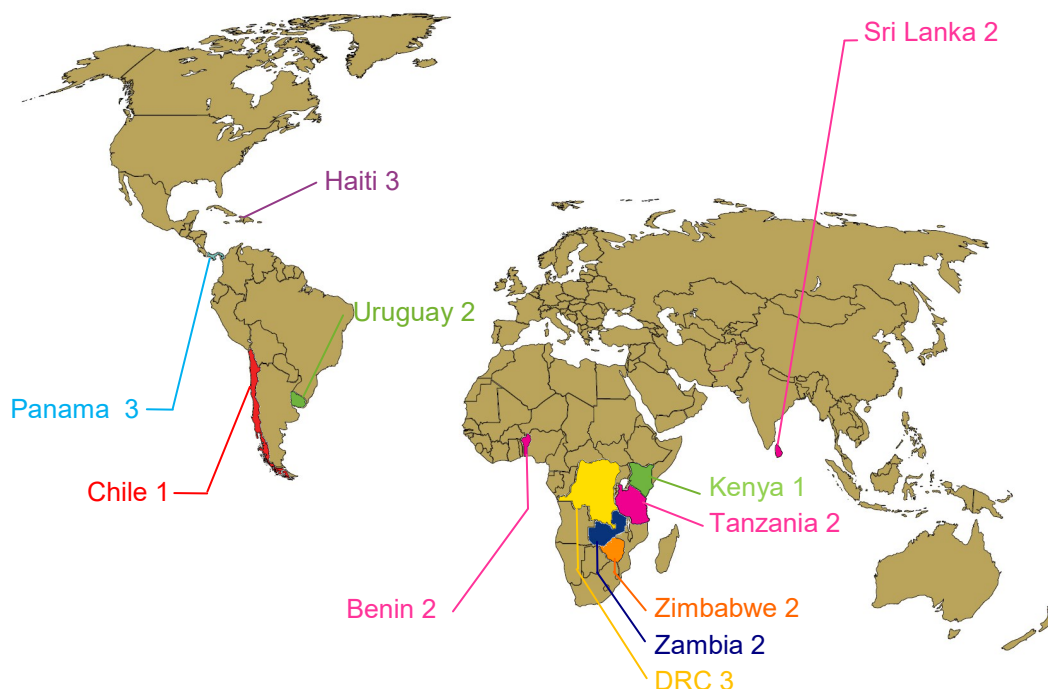 Sri Lanka 2
Haiti 3
Uruguay 2
Panama  3
Chile 1
Kenya 1
Tanzania 2
Benin 2
Zimbabwe 2
Zambia 2
DRC 3